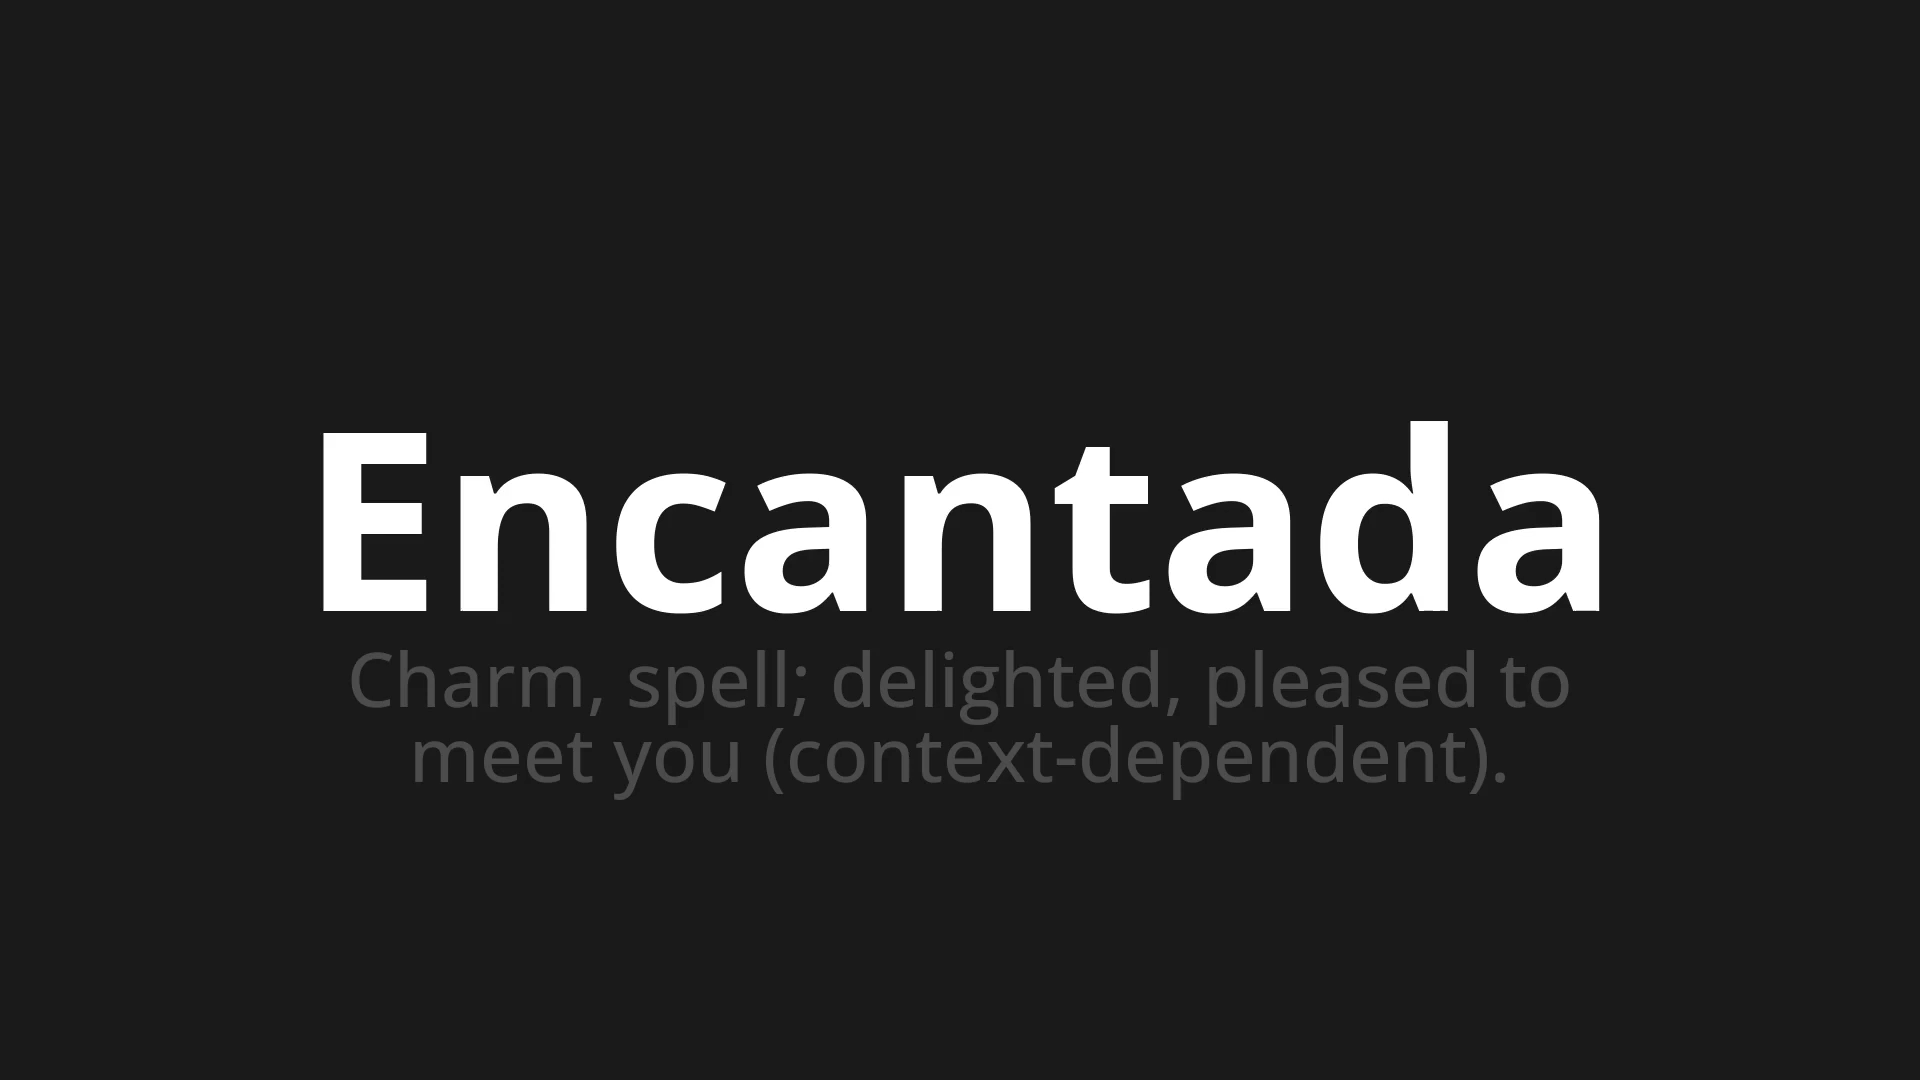 Encantada
Charm, spell; delighted, pleased to
meet you (context-dependent).